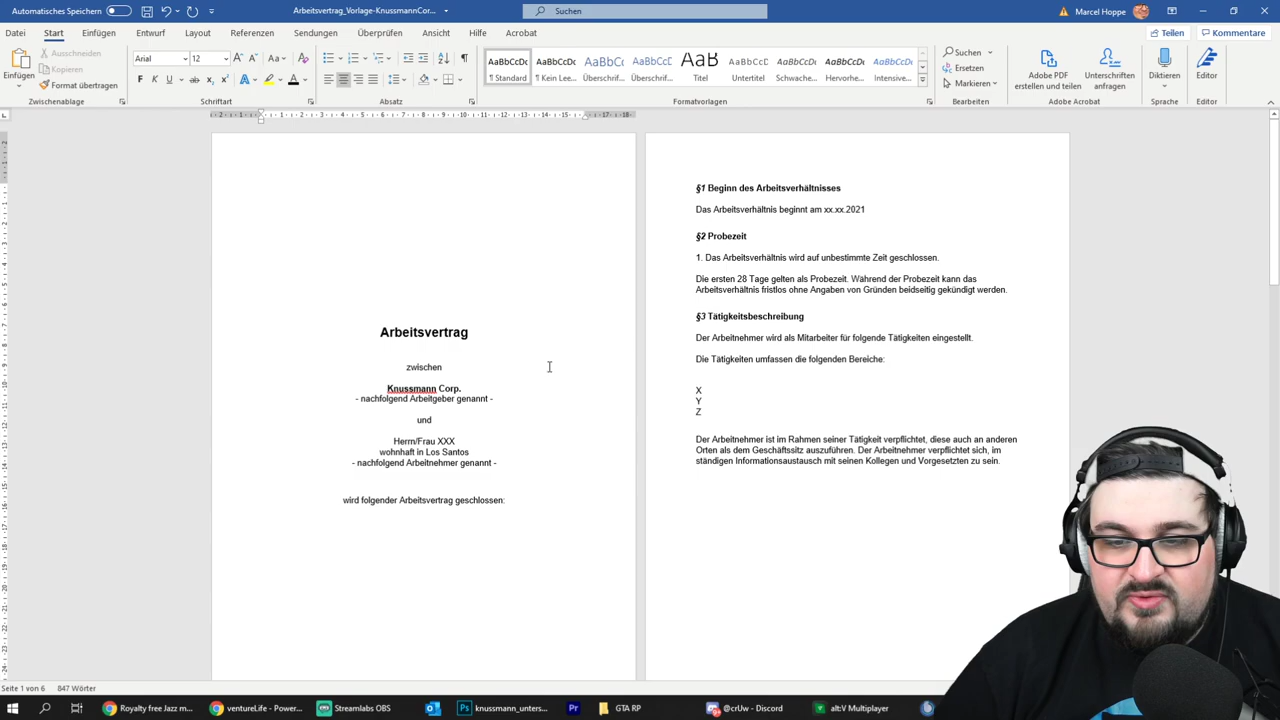 Automatisches Speichern
Arbeitsvertrag_Vorlage-KnussmannCor...
Suchen
Marcel Hoppe
Datei Start Einfügen Entwurf Layout Referenzen Sendungen Überprüfen Ansicht Hilfe Acrobat
Teilen Kommentare
Einfügen
Ausschneiden
Kopieren
Format übertragen
Zwischenablage
Arial 12
F K U
Schriftart
Absatz
AaBbCcDc AaBbCcDc AaBbCc AaBbCcC AaB AaBbCcD AaBbCcDc AaBbCcDc AaBbCcDc
¶ Standard ¶ Kein Lee... Überschrif... Überschrif... Titel Untertitel Schwache... Hervorhe... Intensive...
Formatvorlagen
Suchen
Ersetzen
Markieren
Bearbeiten
Adobe PDF
erstellen und teilen
Unterschriften
anfragen
Adobe Acrobat
Diktieren
Sprache
Editor
Editor
Arbeitsvertrag
zwischen
Knussmann Corp.
- nachfolgend Arbeitgeber genannt -
und
Herrn/Frau XXX
wohnhaft in Los Santos
- nachfolgend Arbeitnehmer genannt -
wird folgender Arbeitsvertrag geschlossen:
§1 Beginn des Arbeitsverhältnisses
Das Arbeitsverhältnis beginnt am xx.xx.2021
§2 Probezeit
1. Das Arbeitsverhältnis wird auf unbestimmte Zeit geschlossen.
Die ersten 28 Tage gelten als Probezeit. Während der Probezeit kann das
Arbeitsverhältnis fristlos ohne Angaben von Gründen beidseitig gekündigt werden.
§3 Tätigkeitsbeschreibung
Der Arbeitnehmer wird als Mitarbeiter für folgende Tätigkeiten eingestellt.
Die Tätigkeiten umfassen die folgenden Bereiche:
X
Y
Z
Der Arbeitnehmer ist im Rahmen seiner Tätigkeit verpflichtet, diese auch an anderen
Orten als dem Geschäftssitz auszuführen. Der Arbeitnehmer verpflichtet sich, im
ständigen Informationsaustausch mit seinen Kollegen und Vorgesetzten zu sein.
Seite 1 von 6 847 Wörter
Royalty free Jazz m... ventureLife - Google... Streamlabs OBS knussmann_unters... GTA RP @crUw - Discord alt:V Multiplayer